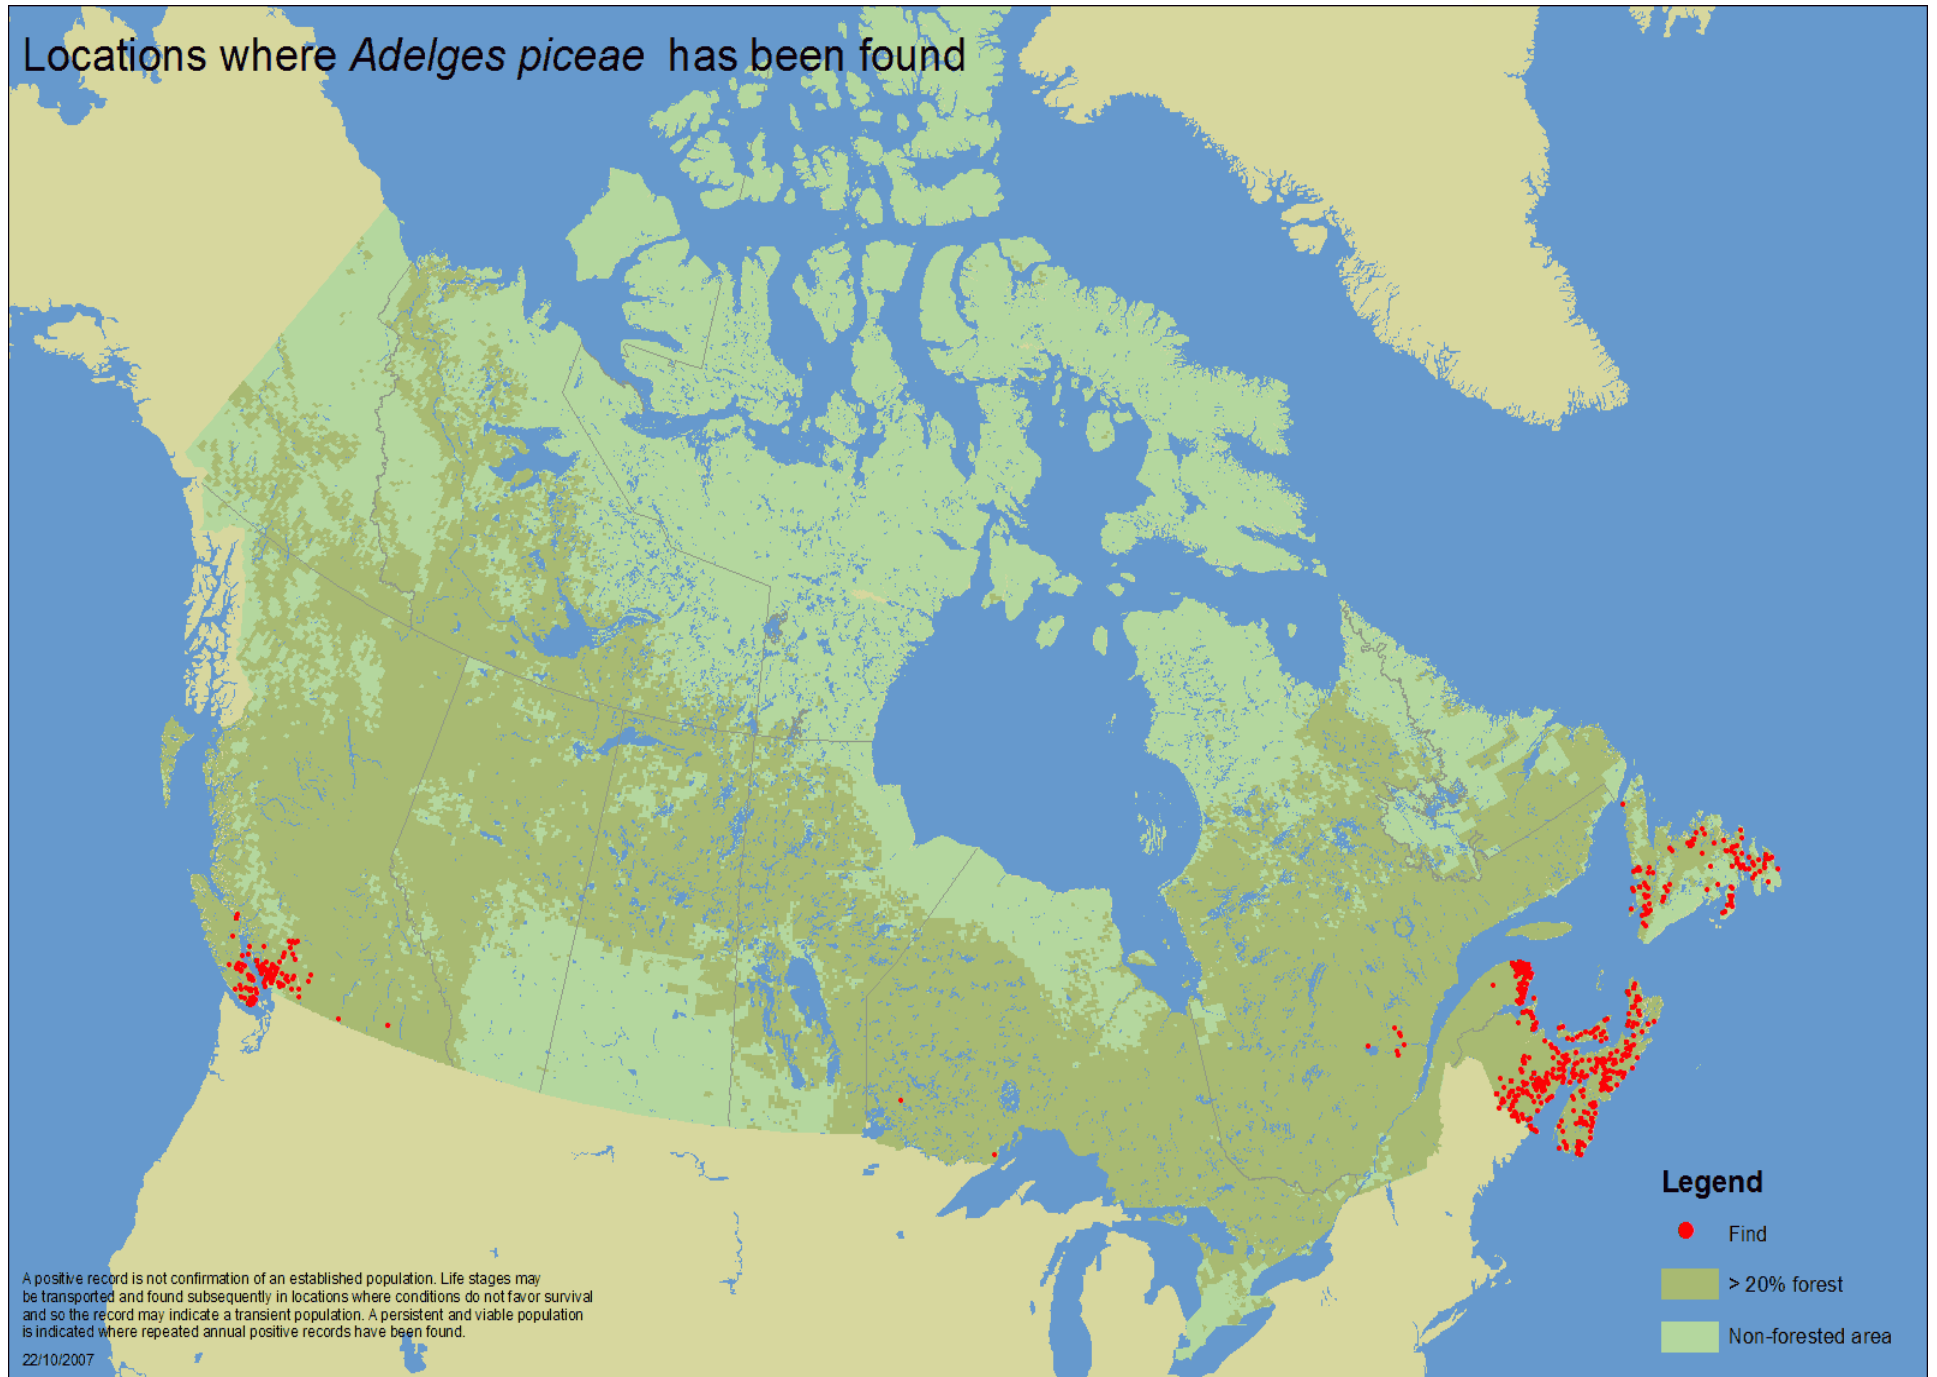 Locations where Adelges piceae has been found
Legend
Find
> 20% forest
Non-forested area
A positive record is not confirmation of an established population. Life stages may
be transported and found subsequently in locations where conditions do not favor survival
and so the record may indicate a transient population. A persistent and viable population
is indicated where repeated annual positive records have been found.
22/10/2007